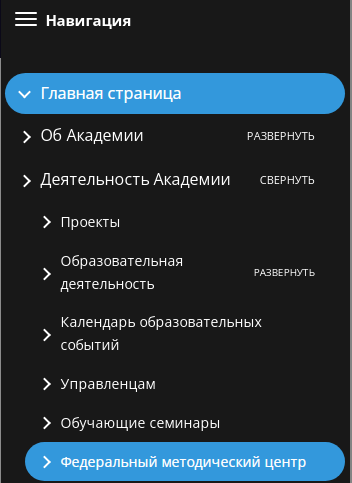 Навигация
Главная страница
Об Академии РАЗВЕРНУТЬ
Деятельность Академии СВЕРНУТЬ
Проекты
Образовательная
деятельность РАЗВЕРНУТЬ
Календарь образовательных
событий
Управленцам
Обучающие семинары
Федеральный методический центр